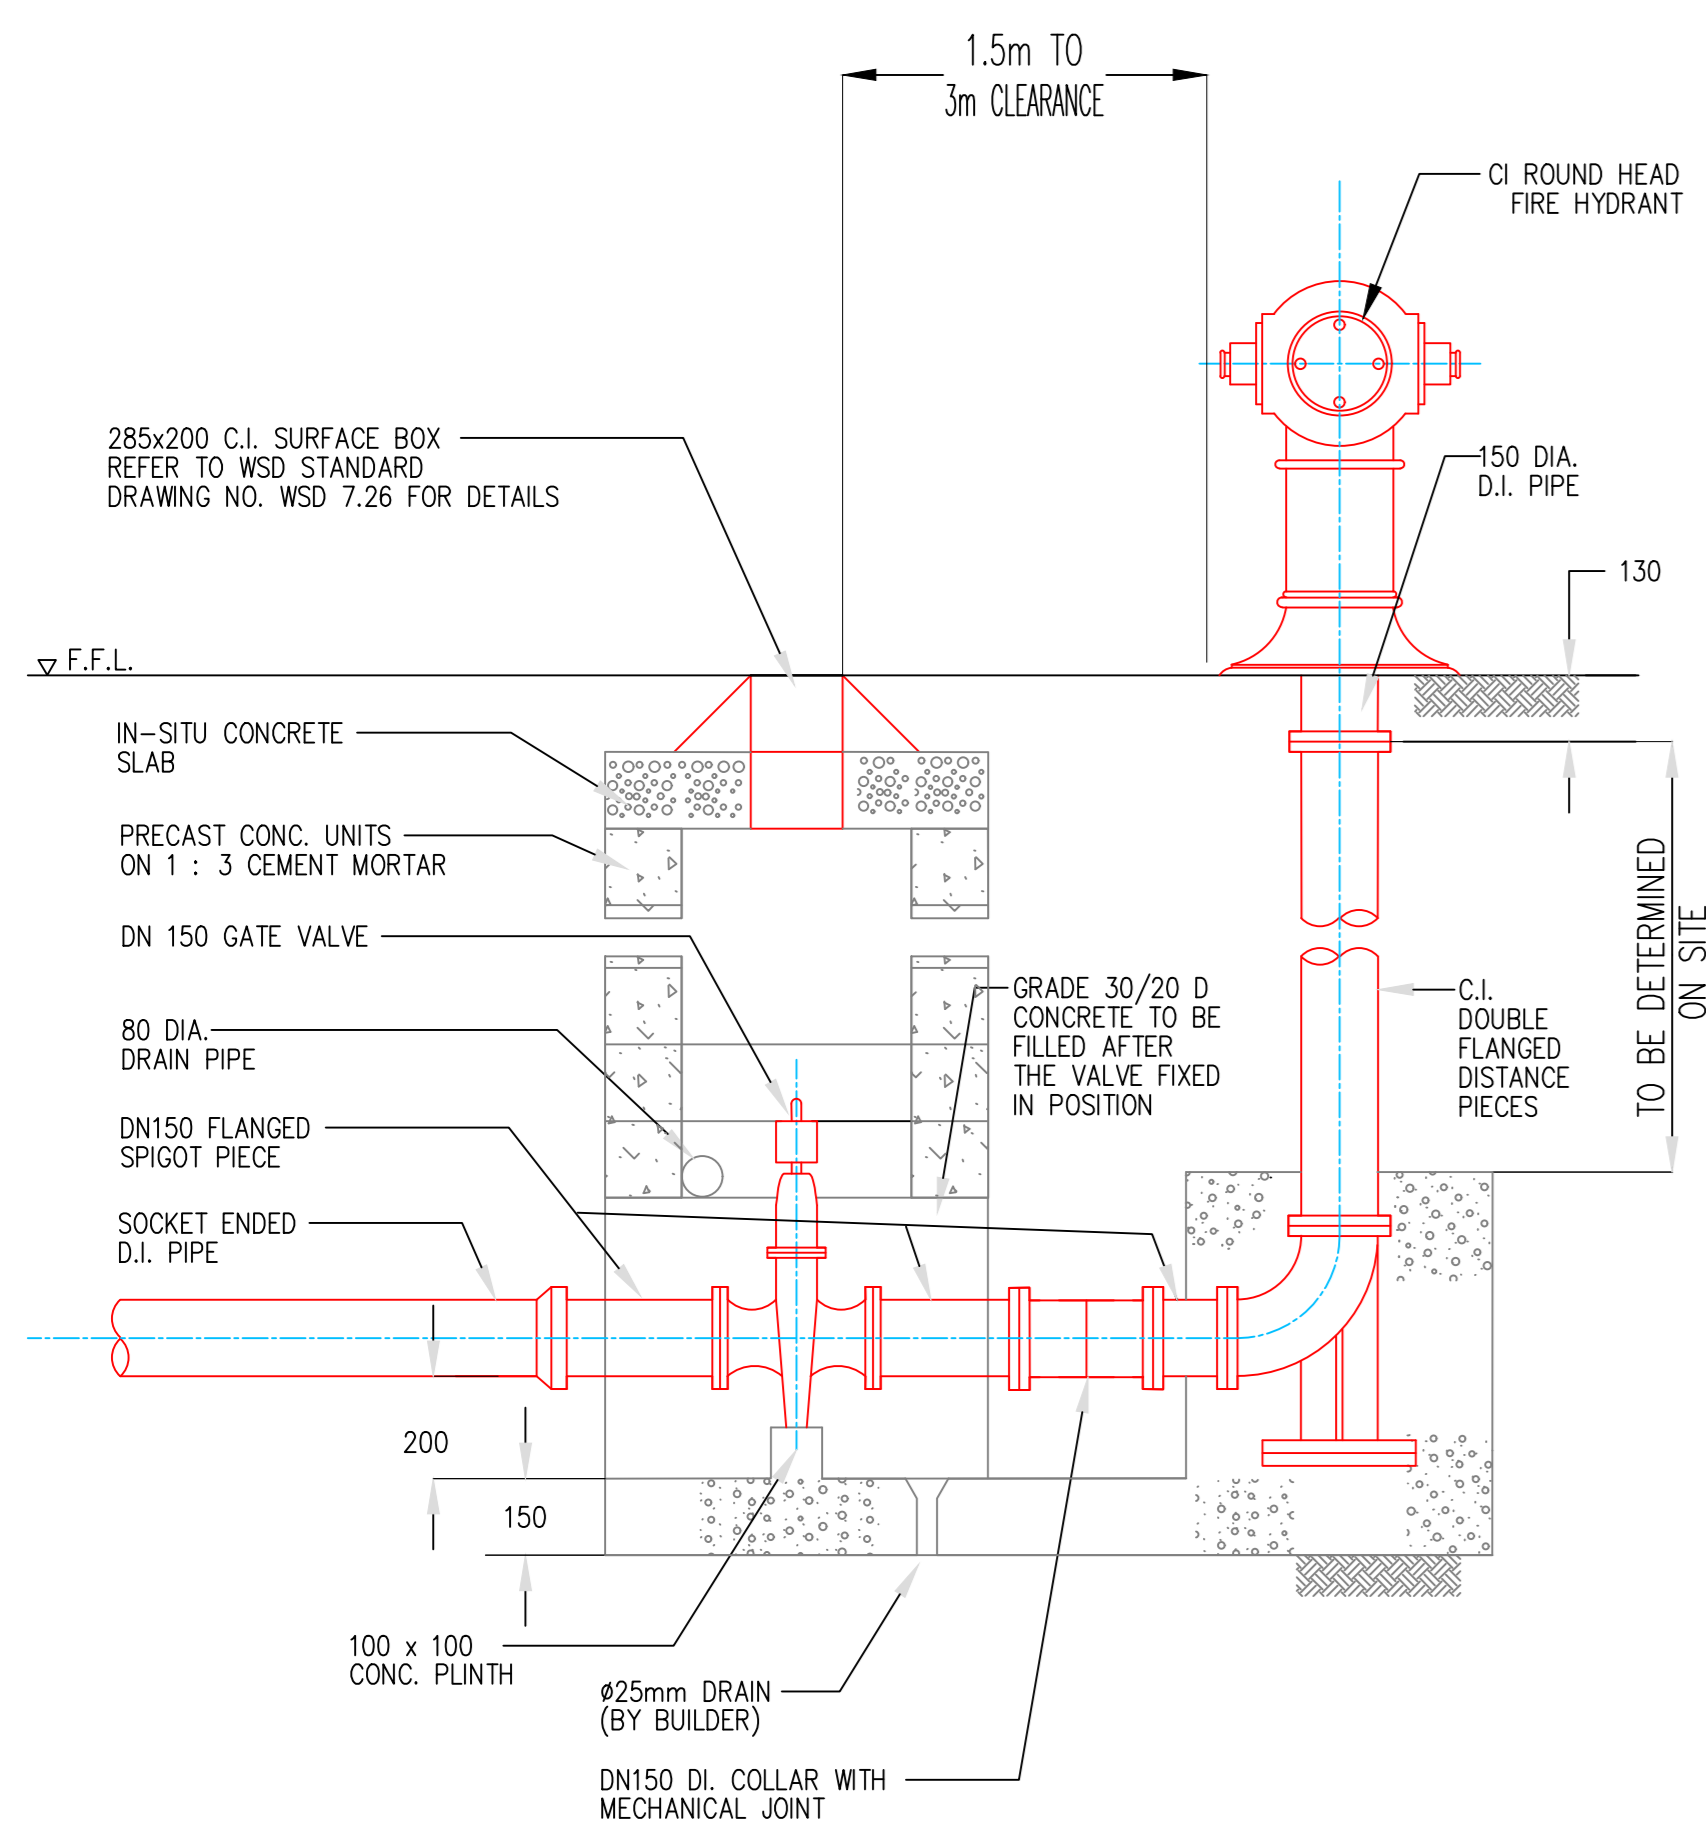 1.5m TO
3m CLEARANCE
CI ROUND HEAD
FIRE HYDRANT
285x200 C.I. SURFACE BOX
REFER TO WSD STANDARD
DRAWING NO. WSD 7.26 FOR DETAILS
150 DIA.
D.I. PIPE
130
F.F.L.
IN-SITU CONCRETE
SLAB
PRECAST CONC. UNITS
ON 1 : 3 CEMENT MORTAR
DN 150 GATE VALVE
80 DIA.
DRAIN PIPE
DN150 FLANGED
SPIGOT PIECE
SOCKET ENDED
D.I. PIPE
GRADE 30/20 D
CONCRETE TO BE
FILLED AFTER
THE VALVE FIXED
IN POSITION
C.I.
DOUBLE
FLANGED
DISTANCE
PIECES
TO BE DETERMINED
ON SITE
200
150
100 x 100
CONC. PLINTH
ø25mm DRAIN
(BY BUILDER)
DN150 DI. COLLAR WITH
MECHANICAL JOINT